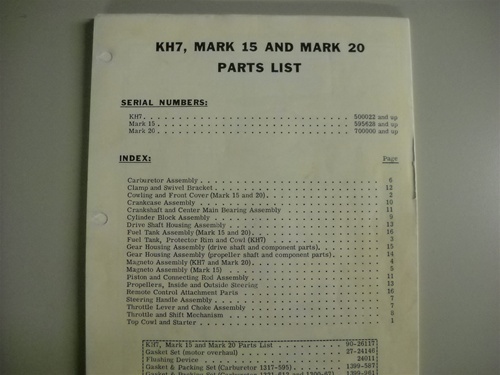 KH7, MARK 15 AND MARK 20
PARTS LIST
SERIAL NUMBERS:
KH7 . . . . . 500022 and up
Mark 15 . . . . . 595628 and up
Mark 20 . . . . . 700000 and up
INDEX: Page
Carburetor Assembly . . . . . 6
Clamp and Swivel Bracket . . . . . 12
Cowling and Front Cover (Mark 15 and 20) . . . . . 2
Crankcase Assembly . . . . . 10
Crankshaft and Center Main Bearing Assembly . . . . . 11
Cylinder Block Assembly . . . . . 9
Drive Shaft Housing Assembly . . . . . 13
Fuel Tank Assembly (Mark 15 and 20) . . . . . 16
Fuel Tank, Protector Rim and Cowl (KH7) . . . . . 3
Gear Housing Assembly (drive shaft and component parts) . . . . . 15
Gear Housing Assembly (propeller shaft and component parts) . . . . . 14
Magneto Assembly (KH7 and Mark 20) . . . . . 4
Magneto Assembly (Mark 15) . . . . . 5
Piston and Connecting Rod Assembly . . . . . 11
Propellers, Inside and Outside Steering . . . . . 13
Remote Control Attachment Parts . . . . . 16
Steering Handle Assembly . . . . . 7
Throttle Lever and Choke Assembly . . . . . 7
Throttle and Shift Mechanism . . . . . 8
Top Cowl and Starter . . . . . 1
KH7, Mark 15 and Mark 20 Parts List . . . . . 90-26117
Gasket Set (motor overhaul) . . . . . 27-24146
Flushing Device . . . . . 24011
Gasket & Packing Set (Carburetor 1217-595) . . . . . 1399-597
Gasket & Packing Set (Carburetor